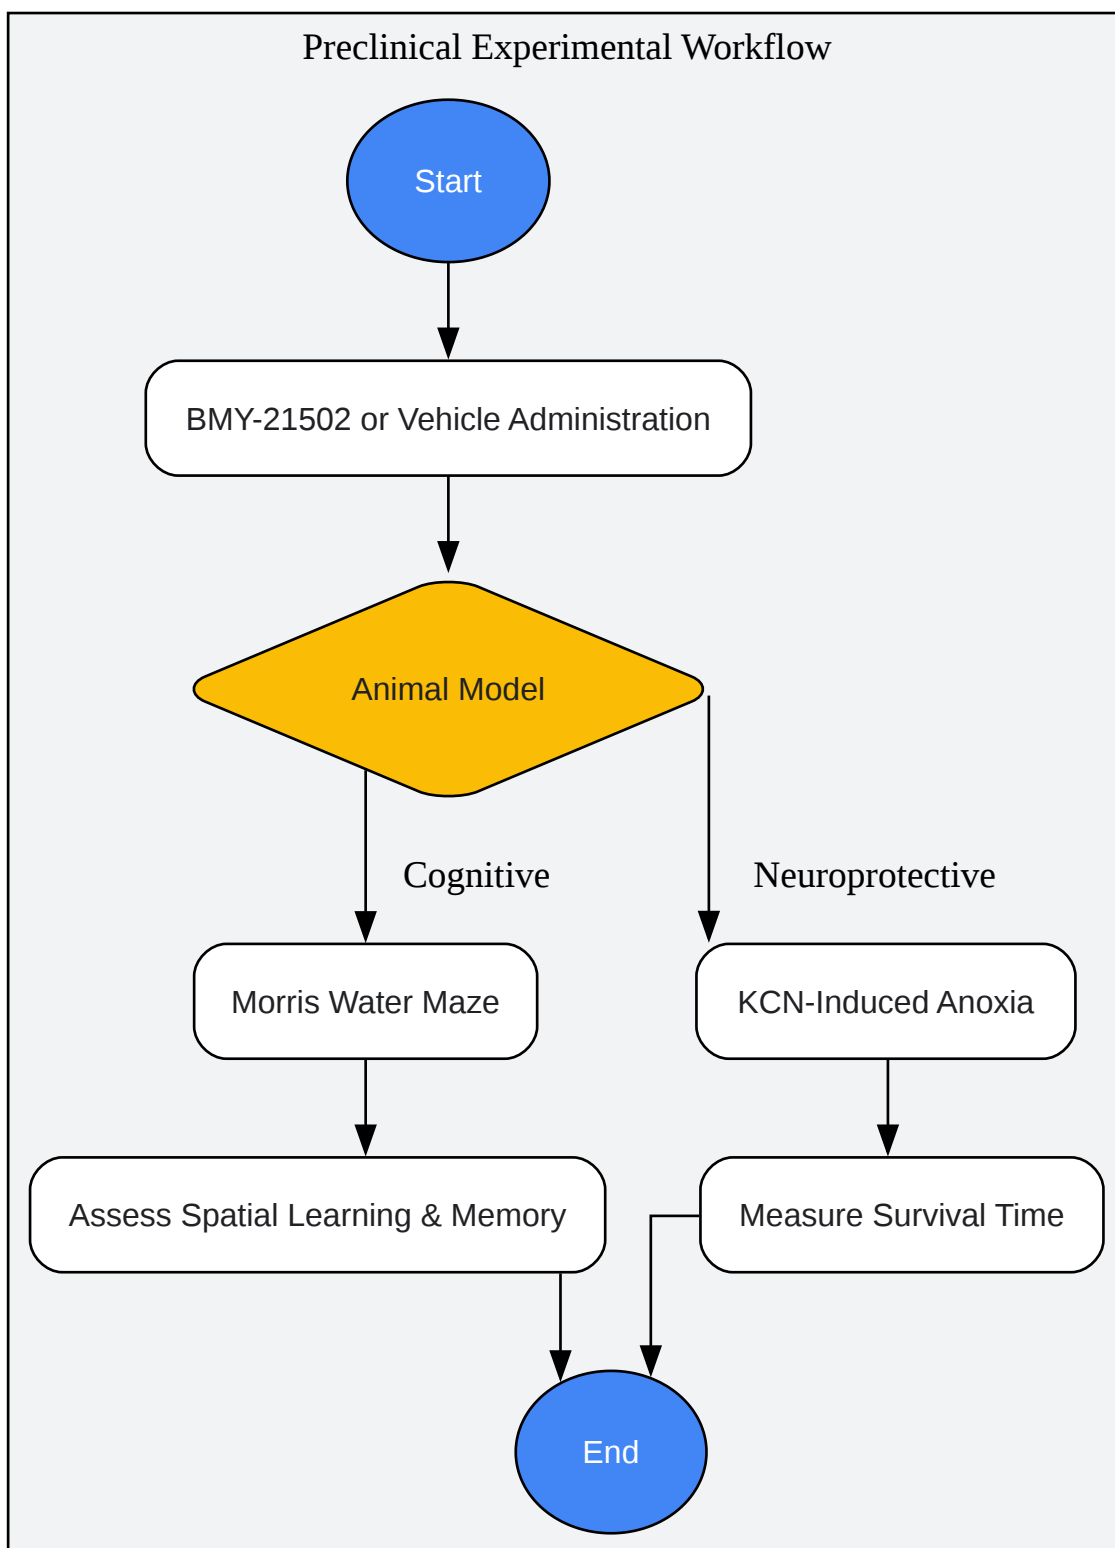 Preclinical Experimental Workflow
Start
BMY-21502 or Vehicle Administration
Animal Model
Cognitive
Neuroprotective
Morris Water Maze
KCN-Induced Anoxia
Assess Spatial Learning & Memory
Measure Survival Time
End